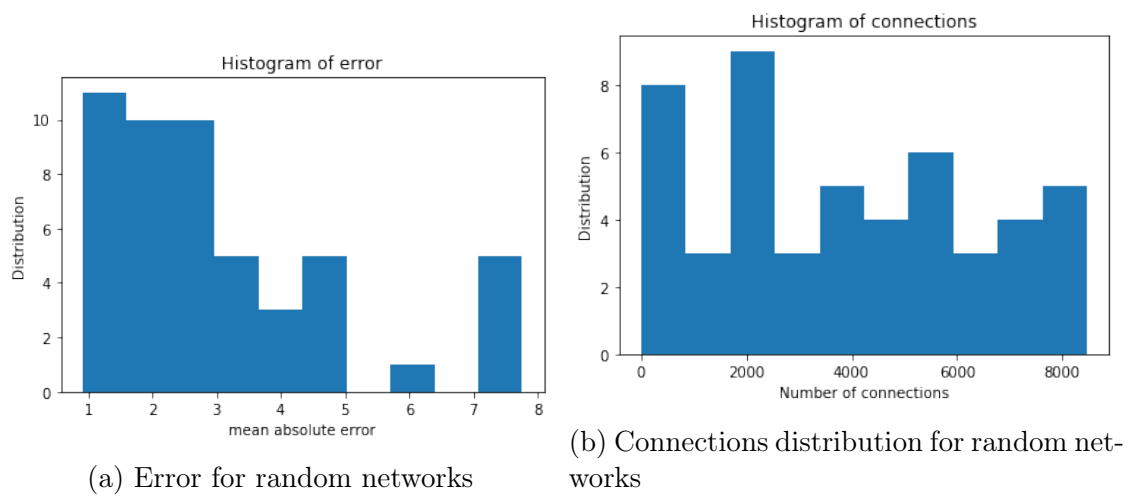 Histogram of error
Distribution
10
8
6
4
2
0
1 2 3 4 5 6 7 8
mean absolute error
(a) Error for random networks
Histogram of connections
Distribution
8
6
4
2
0
0 2000 4000 6000 8000
Number of connections
(b) Connections distribution for random net-
works